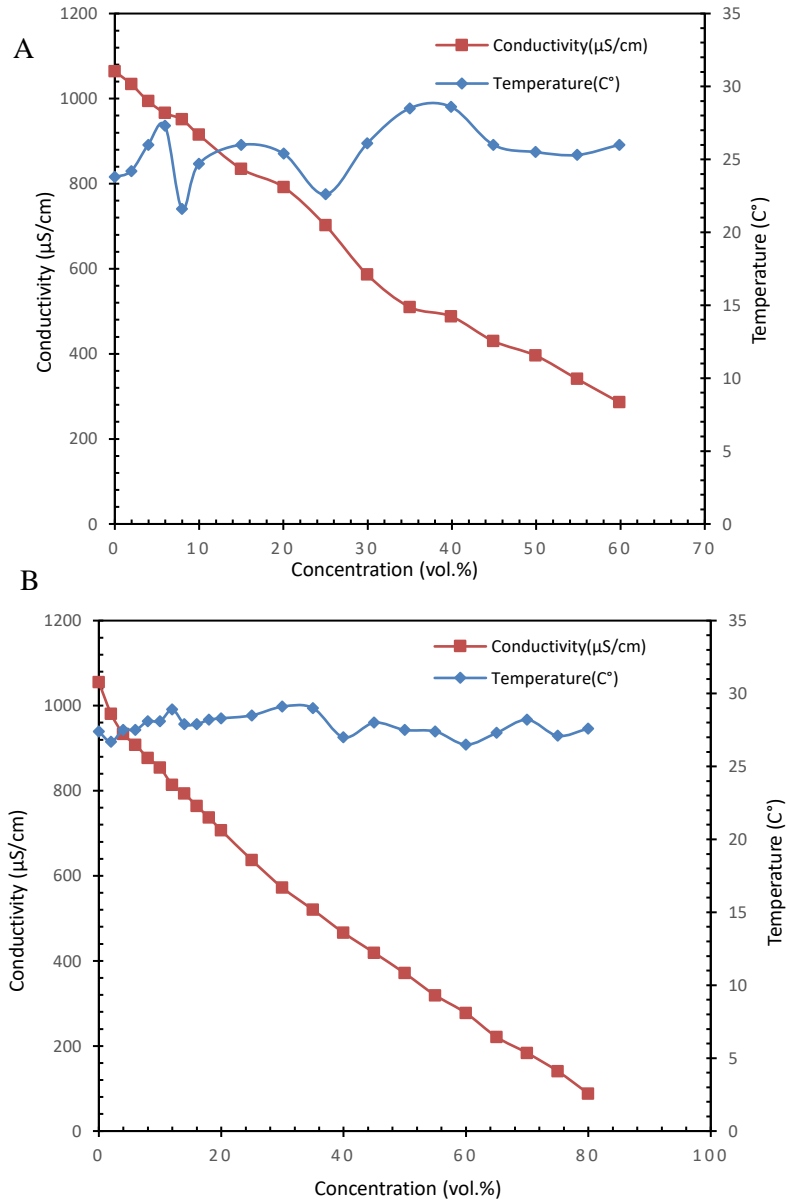 A
1200
1000
800
600
400
200
0
Conductivity (µS/cm)
Conductivity(µS/cm)
Temperature(C°)
35
30
25
20
15
10
5
0
Temperature (C°)
0 10 20 30 40 50 60 70
Concentration (vol.%)
B
1200
1000
800
600
400
200
0
Conductivity (µS/cm)
Conductivity(µS/cm)
Temperature(C°)
35
30
25
20
15
10
5
0
Temperature (C°)
0 20 40 60 80 100
Concentration (vol.%)